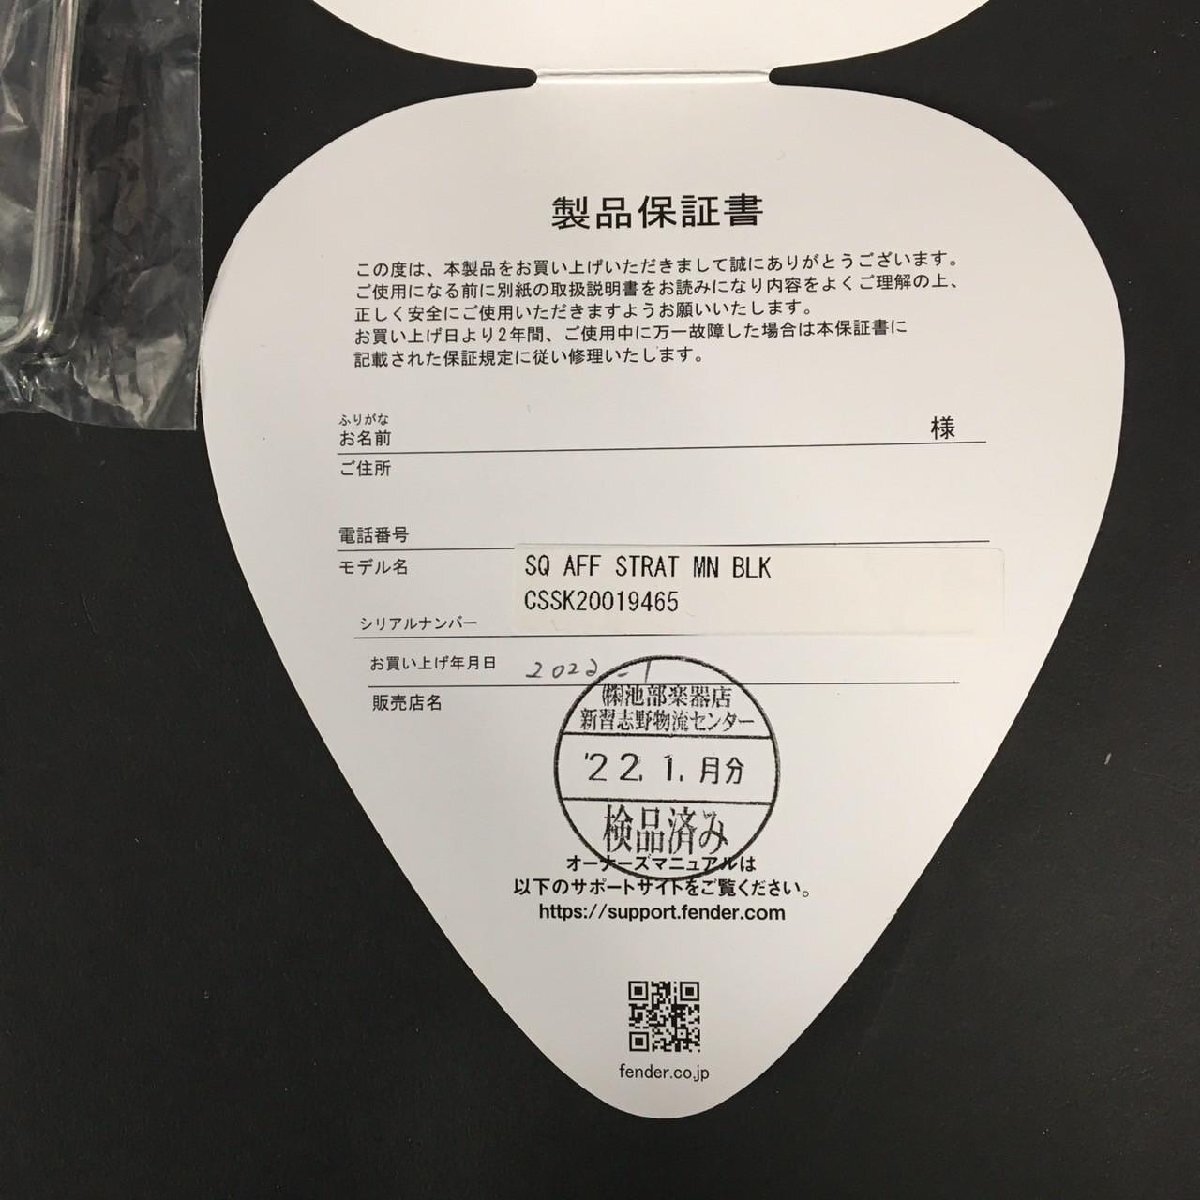 製品保証書
この度は、本製品をお買い上げいただきまして誠にありがとうございます。
ご使用になる前に別紙の取扱説明書をお読みになり内容をよくご理解の上、
正しく安全にご使用いただきますようお願いいたします。
お買い上げ日より2年間、ご使用中に万一故障した場合は本保証書に
記載された保証規定に従い修理いたします。
ふりがな
お名前 様
ご住所
電話番号
モデル名 SQ AFF STRAT MN BLK
CSSK20019465
シリアルナンバー
お買い上げ年月日 2022-1
販売店名
㈱池部楽器店
新習志野物流センター
'22.1.月分
検品済み
オーナーズマニュアルは
以下のサポートサイトをご覧ください。
https://support.fender.com
fender.co.jp